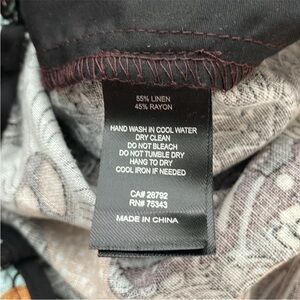 55% LINEN
45% RAYON
HAND WASH IN COOL WATER
DRY CLEAN
DO NOT BLEACH
DO NOT TUMBLE DRY
HANG TO DRY
COOL IRON IF NEEDED
CA# 28792
RN# 75343
MADE IN CHINA